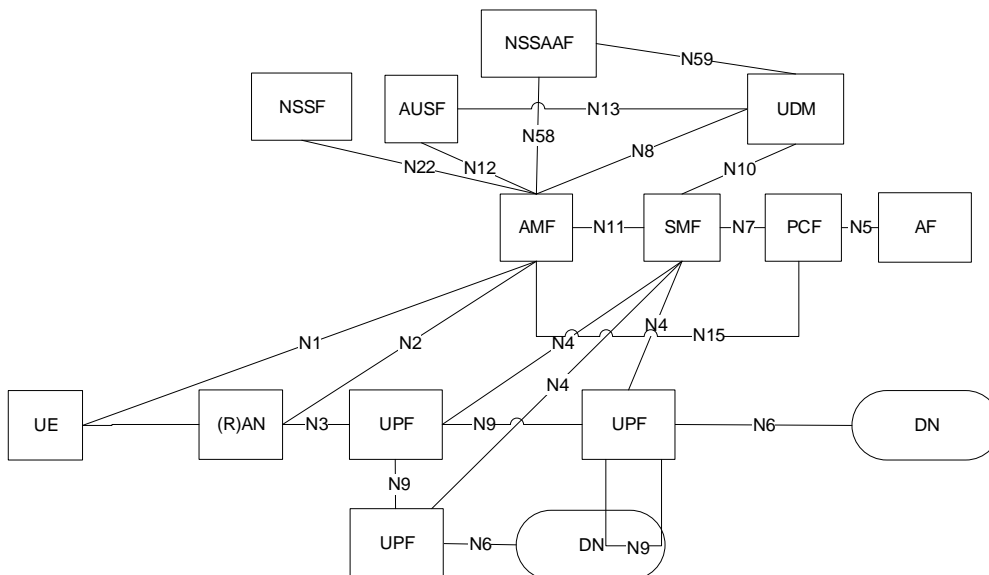 NSSAAF
N59
NSSF
AUSF
N13
UDM
N58
N8
N22
N12
N10
AMF
N11
SMF
N7
PCF
N5
AF
N1
N2
N4
N4
N15
N4
UE
(R)AN
N3
UPF
N9
UPF
N6
DN
N9
UPF
N6
DN
N9